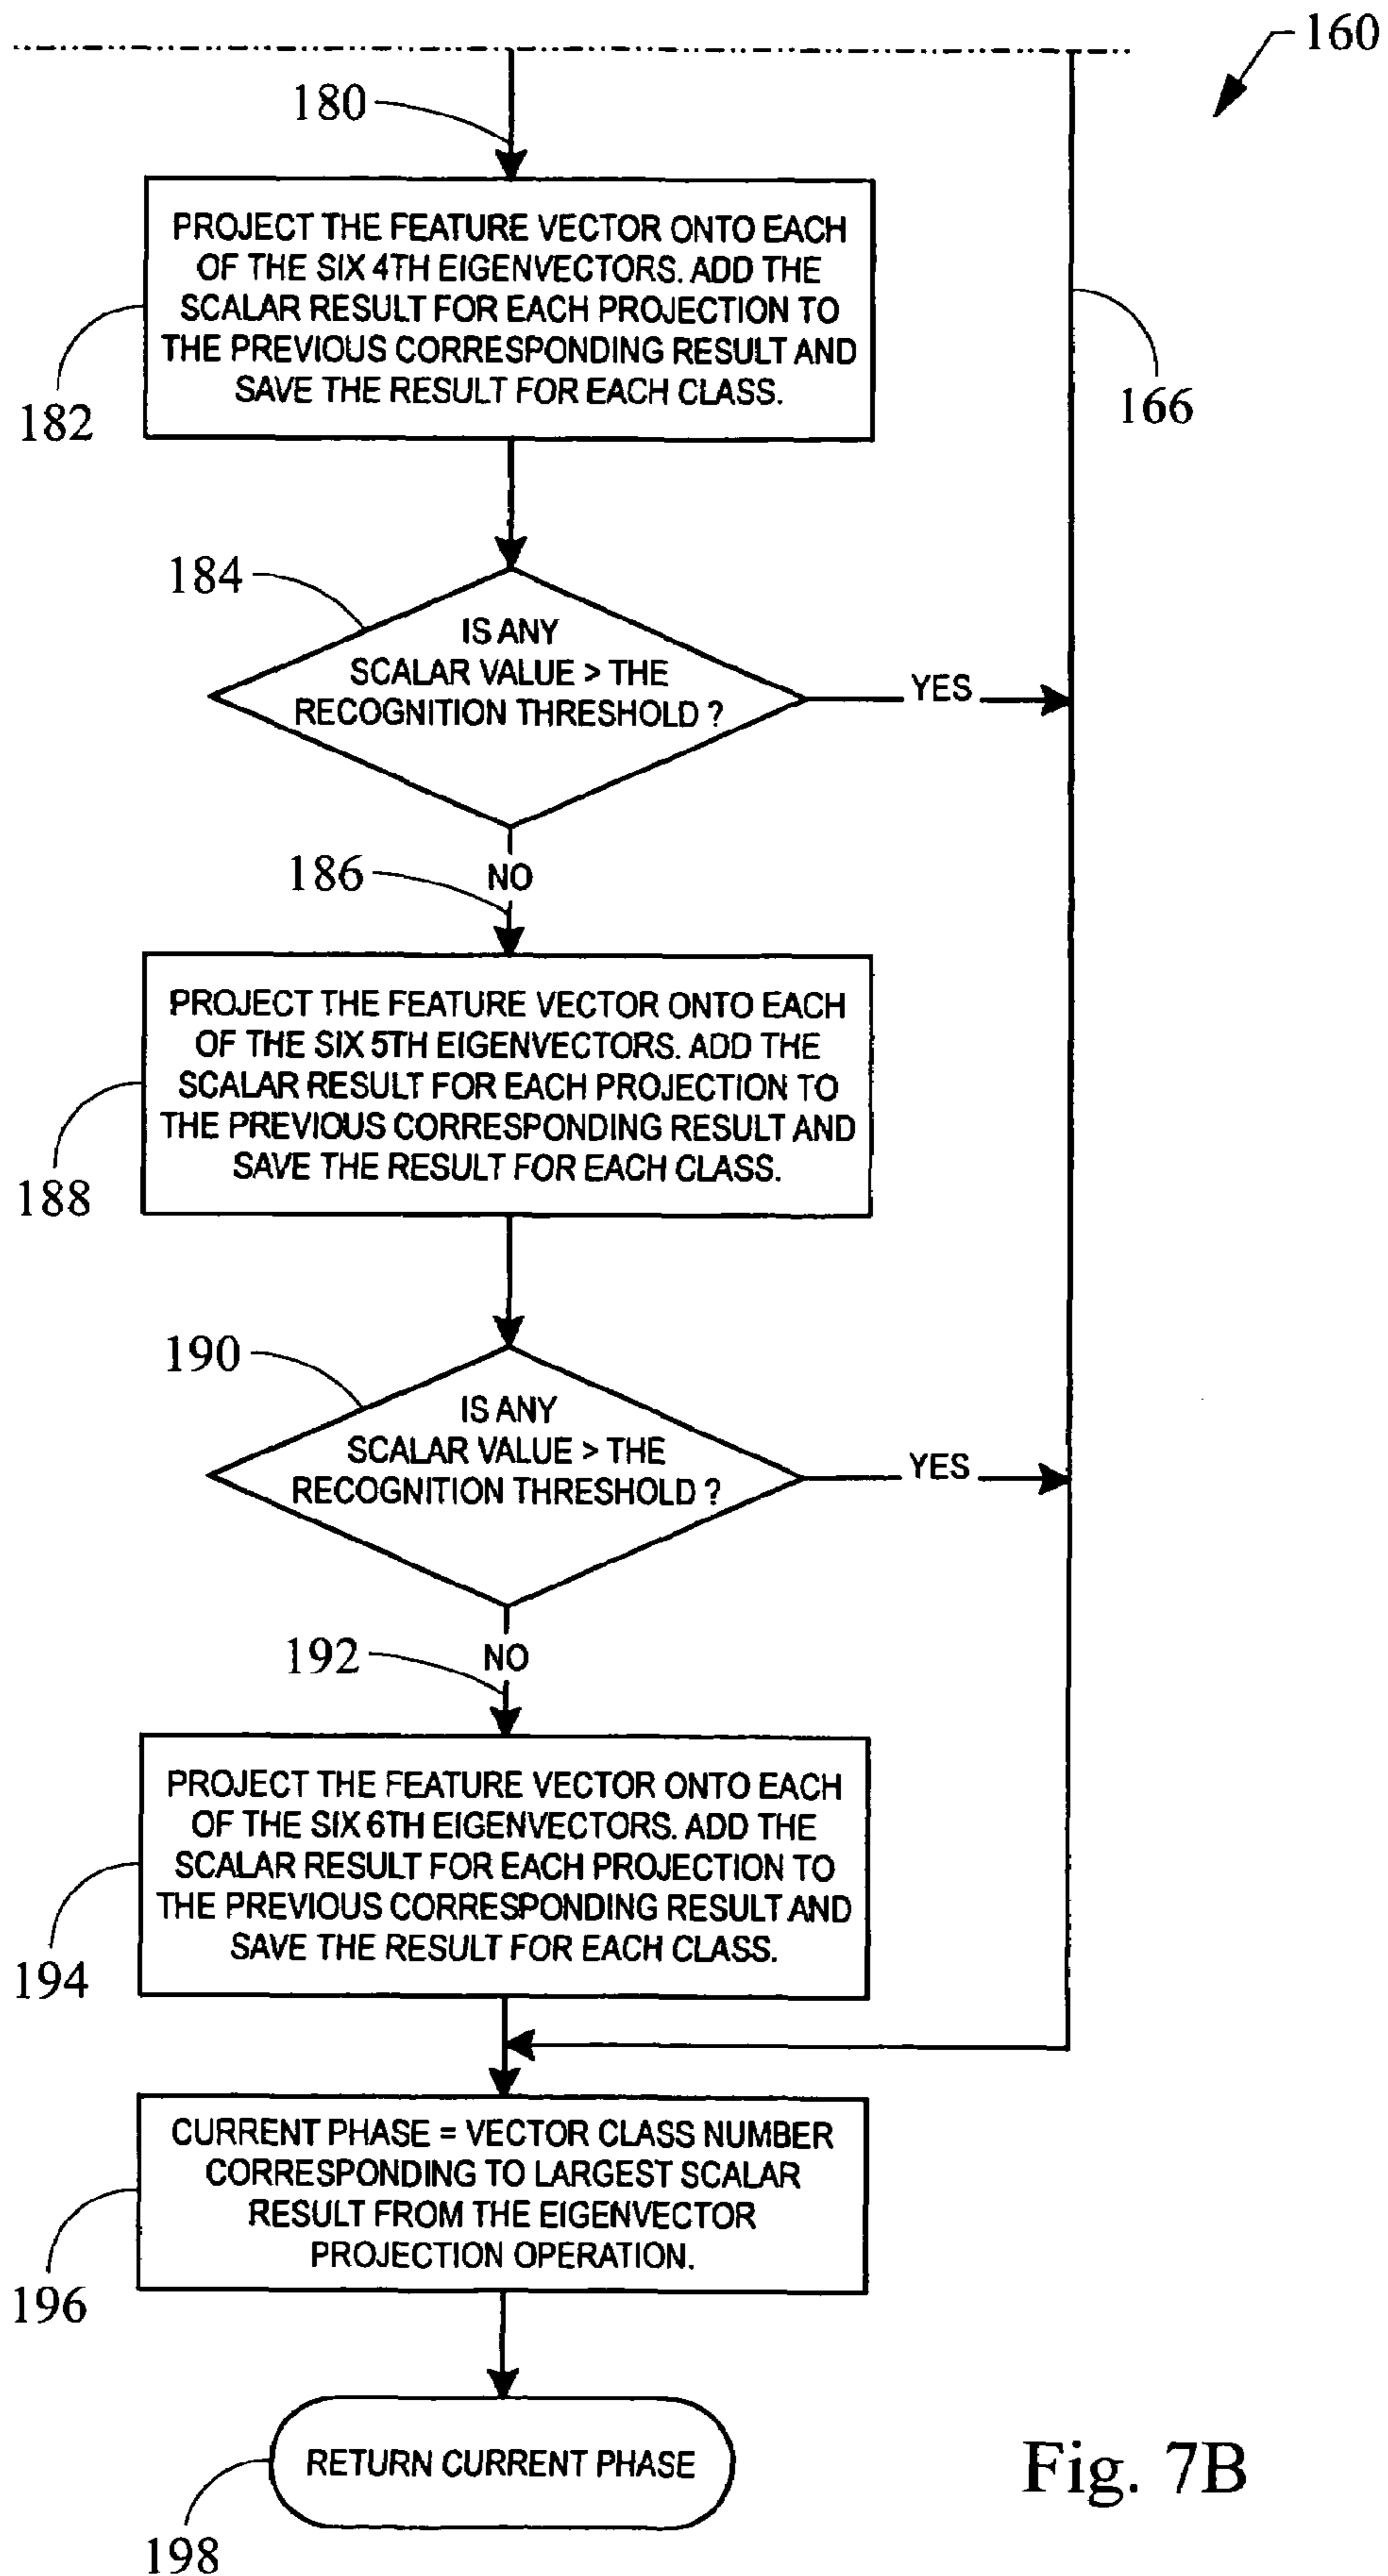 160
180
PROJECT THE FEATURE VECTOR ONTO EACH
OF THE SIX 4TH EIGENVECTORS. ADD THE
SCALAR RESULT FOR EACH PROJECTION TO
THE PREVIOUS CORRESPONDING RESULT AND
SAVE THE RESULT FOR EACH CLASS.
182
166
184
IS ANY
SCALAR VALUE > THE
RECOGNITION THRESHOLD ?
YES
186
NO
PROJECT THE FEATURE VECTOR ONTO EACH
OF THE SIX 5TH EIGENVECTORS. ADD THE
SCALAR RESULT FOR EACH PROJECTION TO
THE PREVIOUS CORRESPONDING RESULT AND
SAVE THE RESULT FOR EACH CLASS.
188
190
IS ANY
SCALAR VALUE > THE
RECOGNITION THRESHOLD ?
YES
192
NO
PROJECT THE FEATURE VECTOR ONTO EACH
OF THE SIX 6TH EIGENVECTORS. ADD THE
SCALAR RESULT FOR EACH PROJECTION TO
THE PREVIOUS CORRESPONDING RESULT AND
SAVE THE RESULT FOR EACH CLASS.
194
CURRENT PHASE = VECTOR CLASS NUMBER
CORRESPONDING TO LARGEST SCALAR
RESULT FROM THE EIGENVECTOR
PROJECTION OPERATION.
196
RETURN CURRENT PHASE
198
Fig. 7B